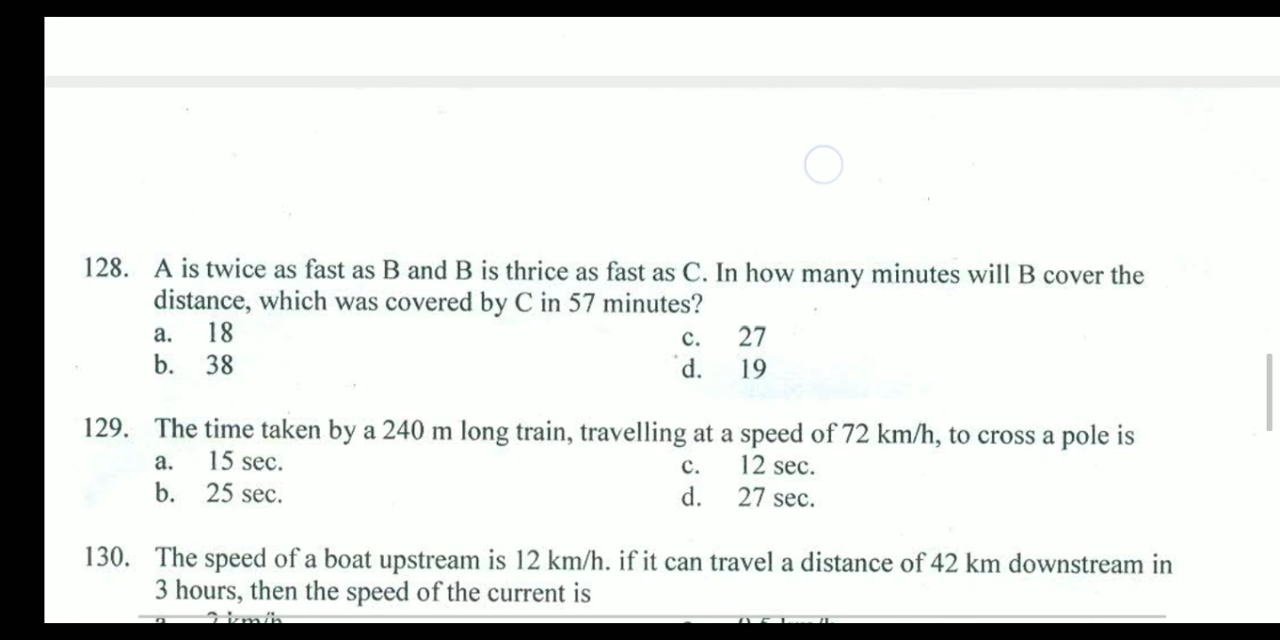 128. A is twice as fast as B and B is thrice as fast as C. In how many minutes will B cover the
distance, which was covered by C in 57 minutes?
a. 18 c. 27
b. 38 d. 19
129. The time taken by a 240 m long train, travelling at a speed of 72 km/h, to cross a pole is
a. 15 sec. c. 12 sec.
b. 25 sec. d. 27 sec.
130. The speed of a boat upstream is 12 km/h. if it can travel a distance of 42 km downstream in
3 hours, then the speed of the current is